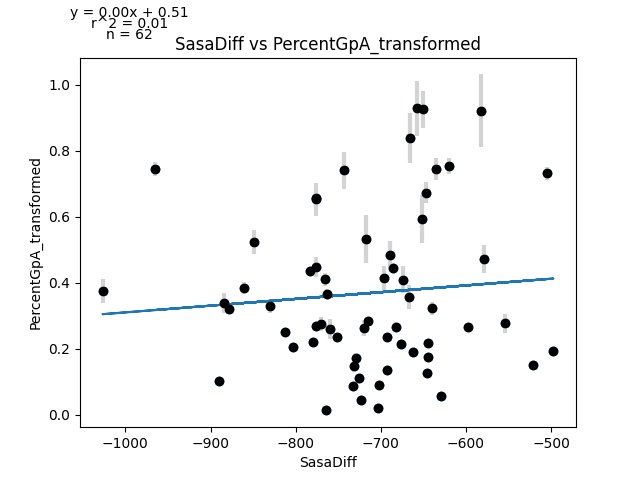 y = 0.00x + 0.51
r^2 = 0.01
n = 62
SasaDiff vs PercentGpA_transformed
PercentGpA_transformed
1.0
0.8
0.6
0.4
0.2
0.0
−1000 −900 −800 −700 −600 −500
SasaDiff